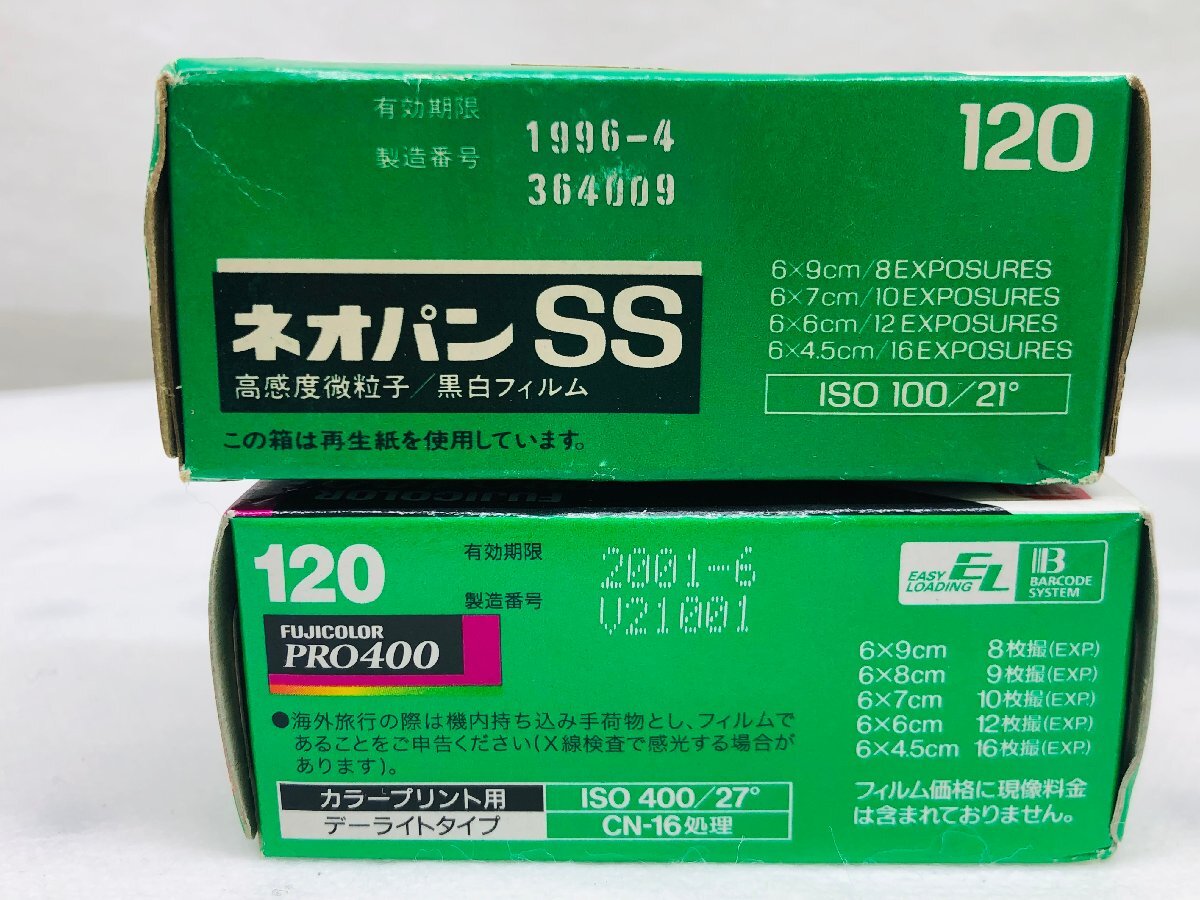 有効期限 1996-4
製造番号 364009
120
ネオパン SS
高感度微粒子/黒白フィルム
この箱は再生紙を使用しています。
6×9cm/8EXPOSURES
6×7cm/10EXPOSURES
6×6cm/12EXPOSURES
6×4.5cm/16EXPOSURES
ISO 100/21°
FUJICOLOR
120
有効期限 2001-6
製造番号 V21001
FUJICOLOR
PRO400
EASY LOADING EL
B BARCODE SYSTEM
●海外旅行の際は機内持ち込み手荷物とし、フィルムで
あることをご申告ください(X線検査で感光する場合が
あります)。
カラープリント用 ISO 400/27°
デーライトタイプ CN-16処理
6×9cm 8枚撮(EXP.)
6×8cm 9枚撮(EXP.)
6×7cm 10枚撮(EXP.)
6×6cm 12枚撮(EXP.)
6×4.5cm 16枚撮(EXP.)
フィルム価格に現像料金
は含まれておりません。